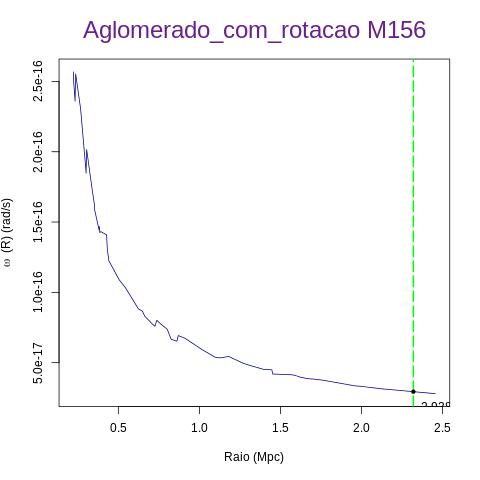 Aglomerado_com_rotacao M156
2.5e-16
2.0e-16
1.5e-16
1.0e-16
5.0e-17
ω (R) (rad/s)
0.5 1.0 1.5 2.0 2.5
Raio (Mpc)